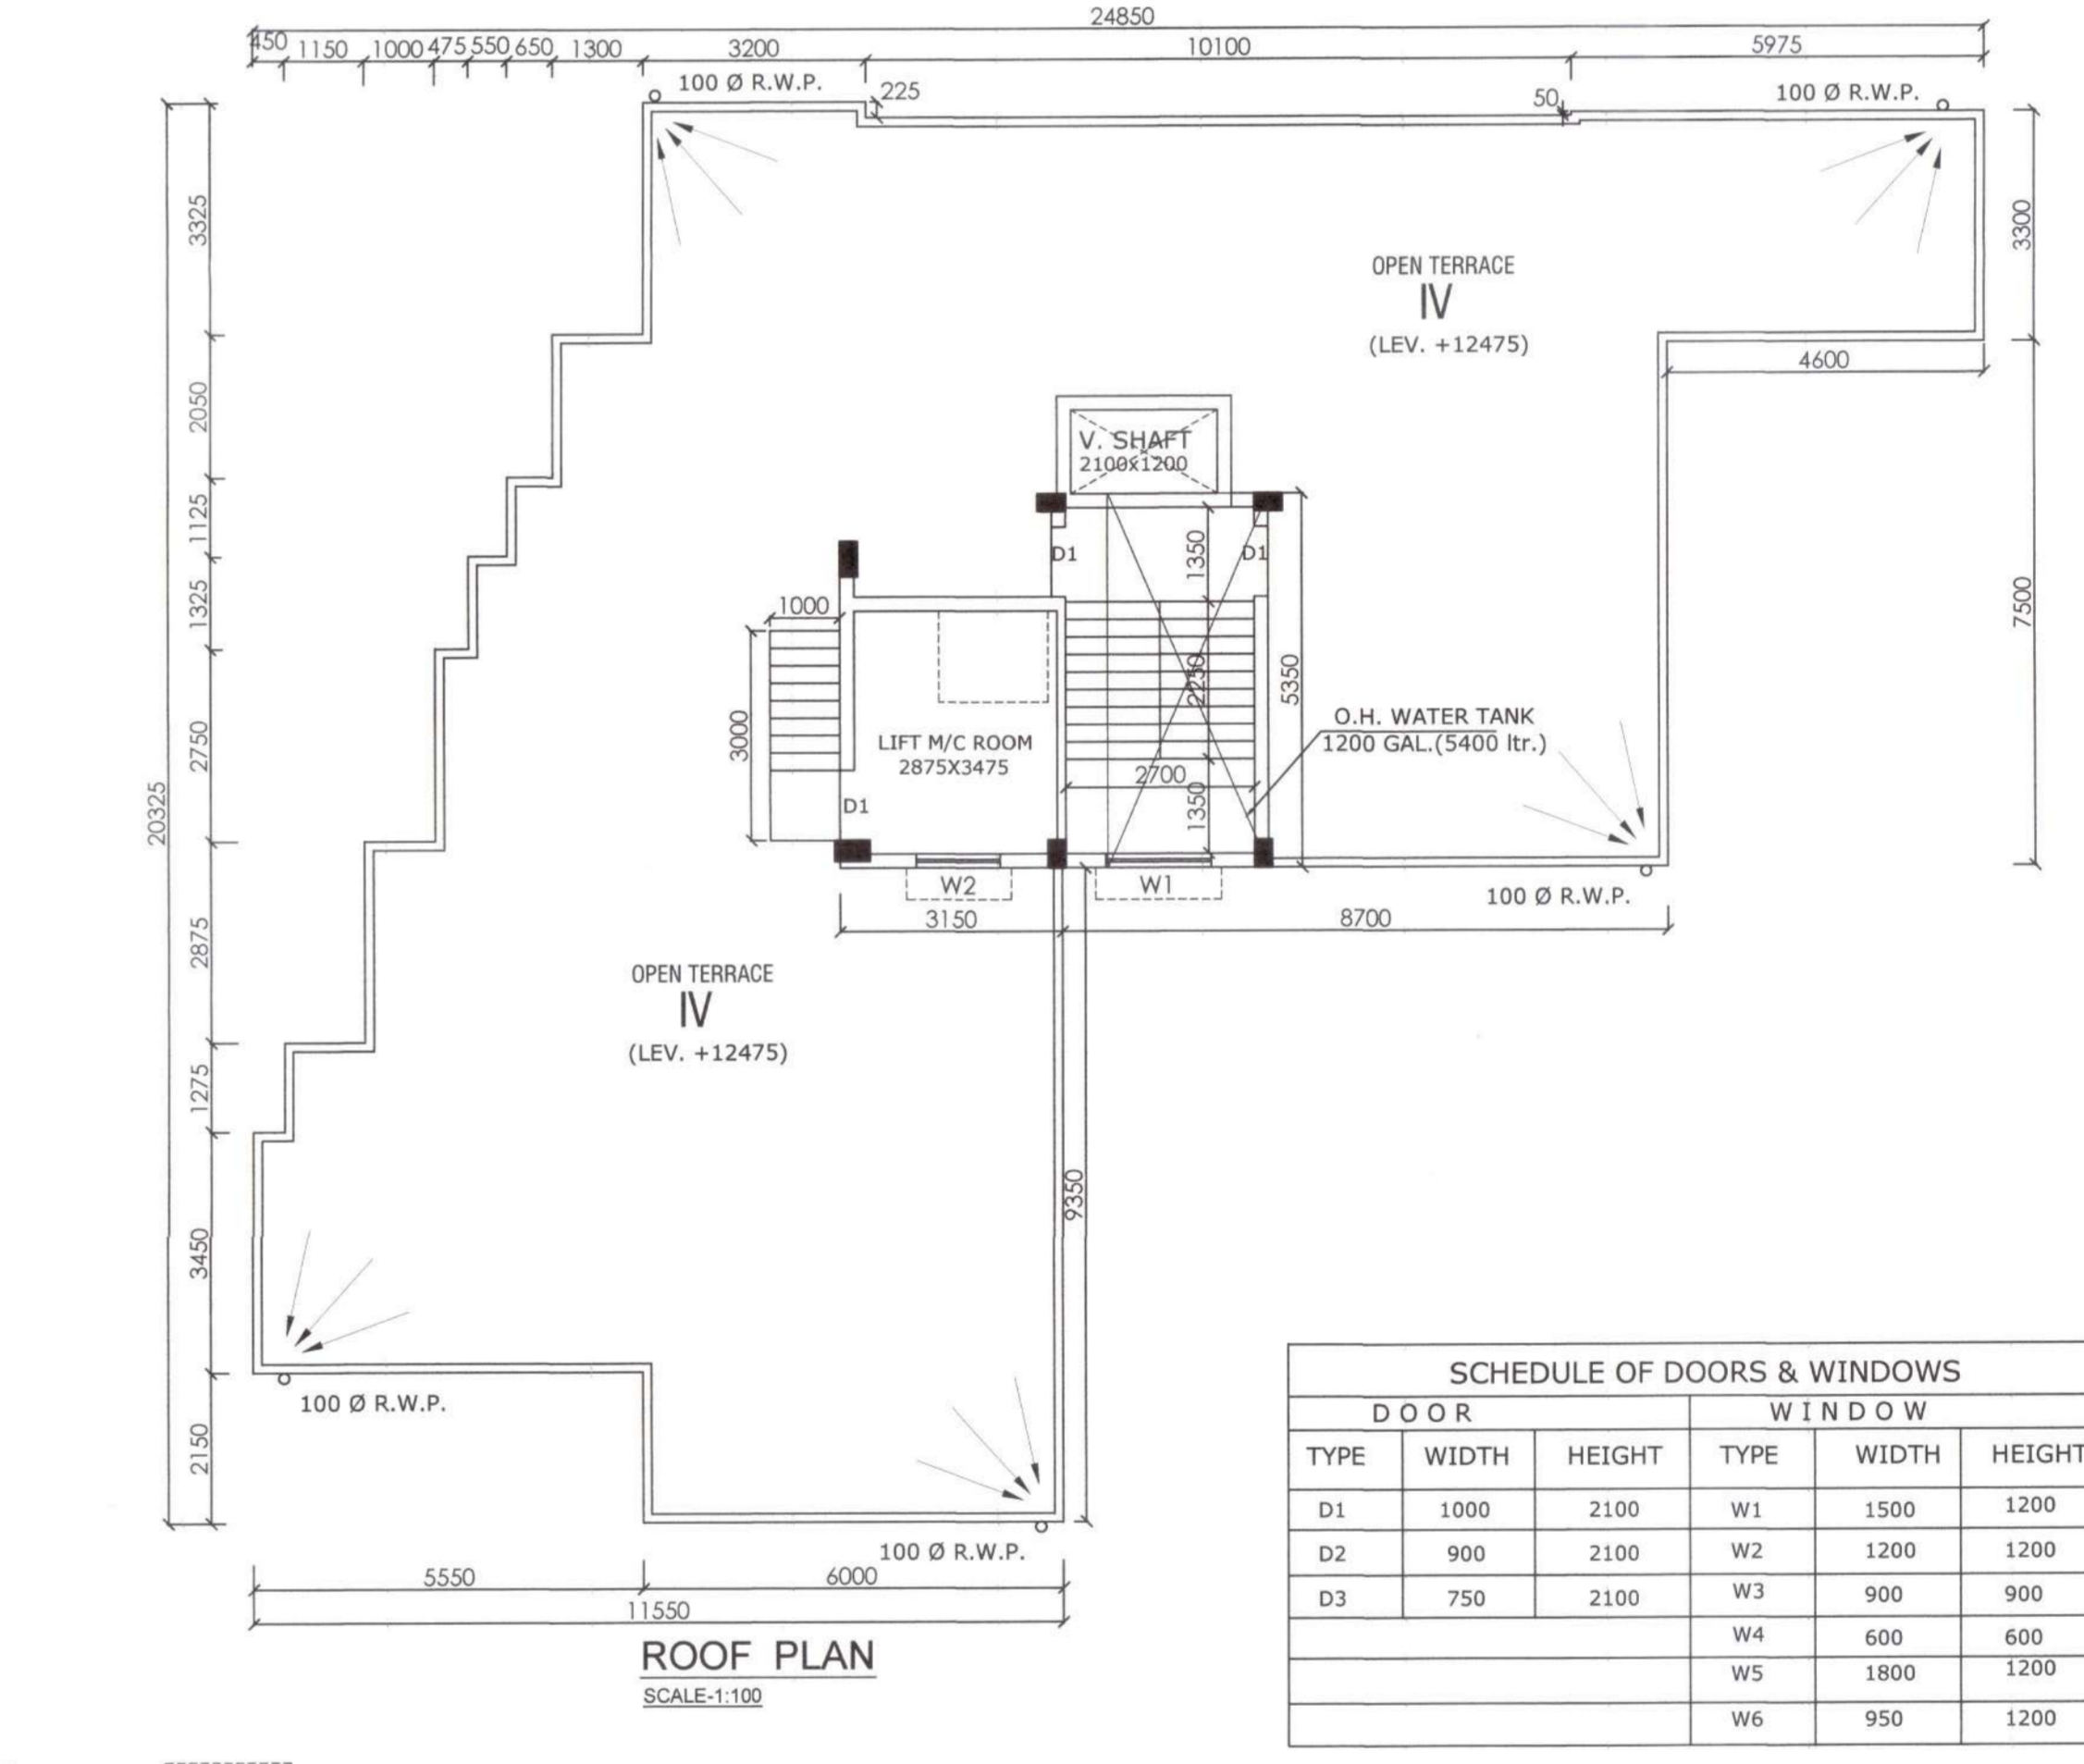 24850
450 1150 1000 475 550 650 1300 3200 10100 5975
100 Ø R.W.P.
225
50
100 Ø R.W.P.
3325
3300
OPEN TERRACE
IV
(LEV. +12475)
4600
2050
V. SHAFT
2100x1200
1125
D1
1350
D1
1325
1000
7500
2250
5350
2750
3000
O.H. WATER TANK
1200 GAL.(5400 ltr.)
LIFT M/C ROOM
2875X3475
2700
1350
D1
20325
W2
W1
100 Ø R.W.P.
3150
8700
2875
OPEN TERRACE
IV
(LEV. +12475)
1275
9350
3450
100 Ø R.W.P.
2150
100 Ø R.W.P.
5550
6000
11550
ROOF PLAN
SCALE-1:100
SCHEDULE OF DOORS & WINDOWS
DOOR WINDOW
TYPE WIDTH HEIGHT TYPE WIDTH HEIGHT
D1 1000 2100 W1 1500 1200
D2 900 2100 W2 1200 1200
D3 750 2100 W3 900 900
W4 600 600
W5 1800 1200
W6 950 1200